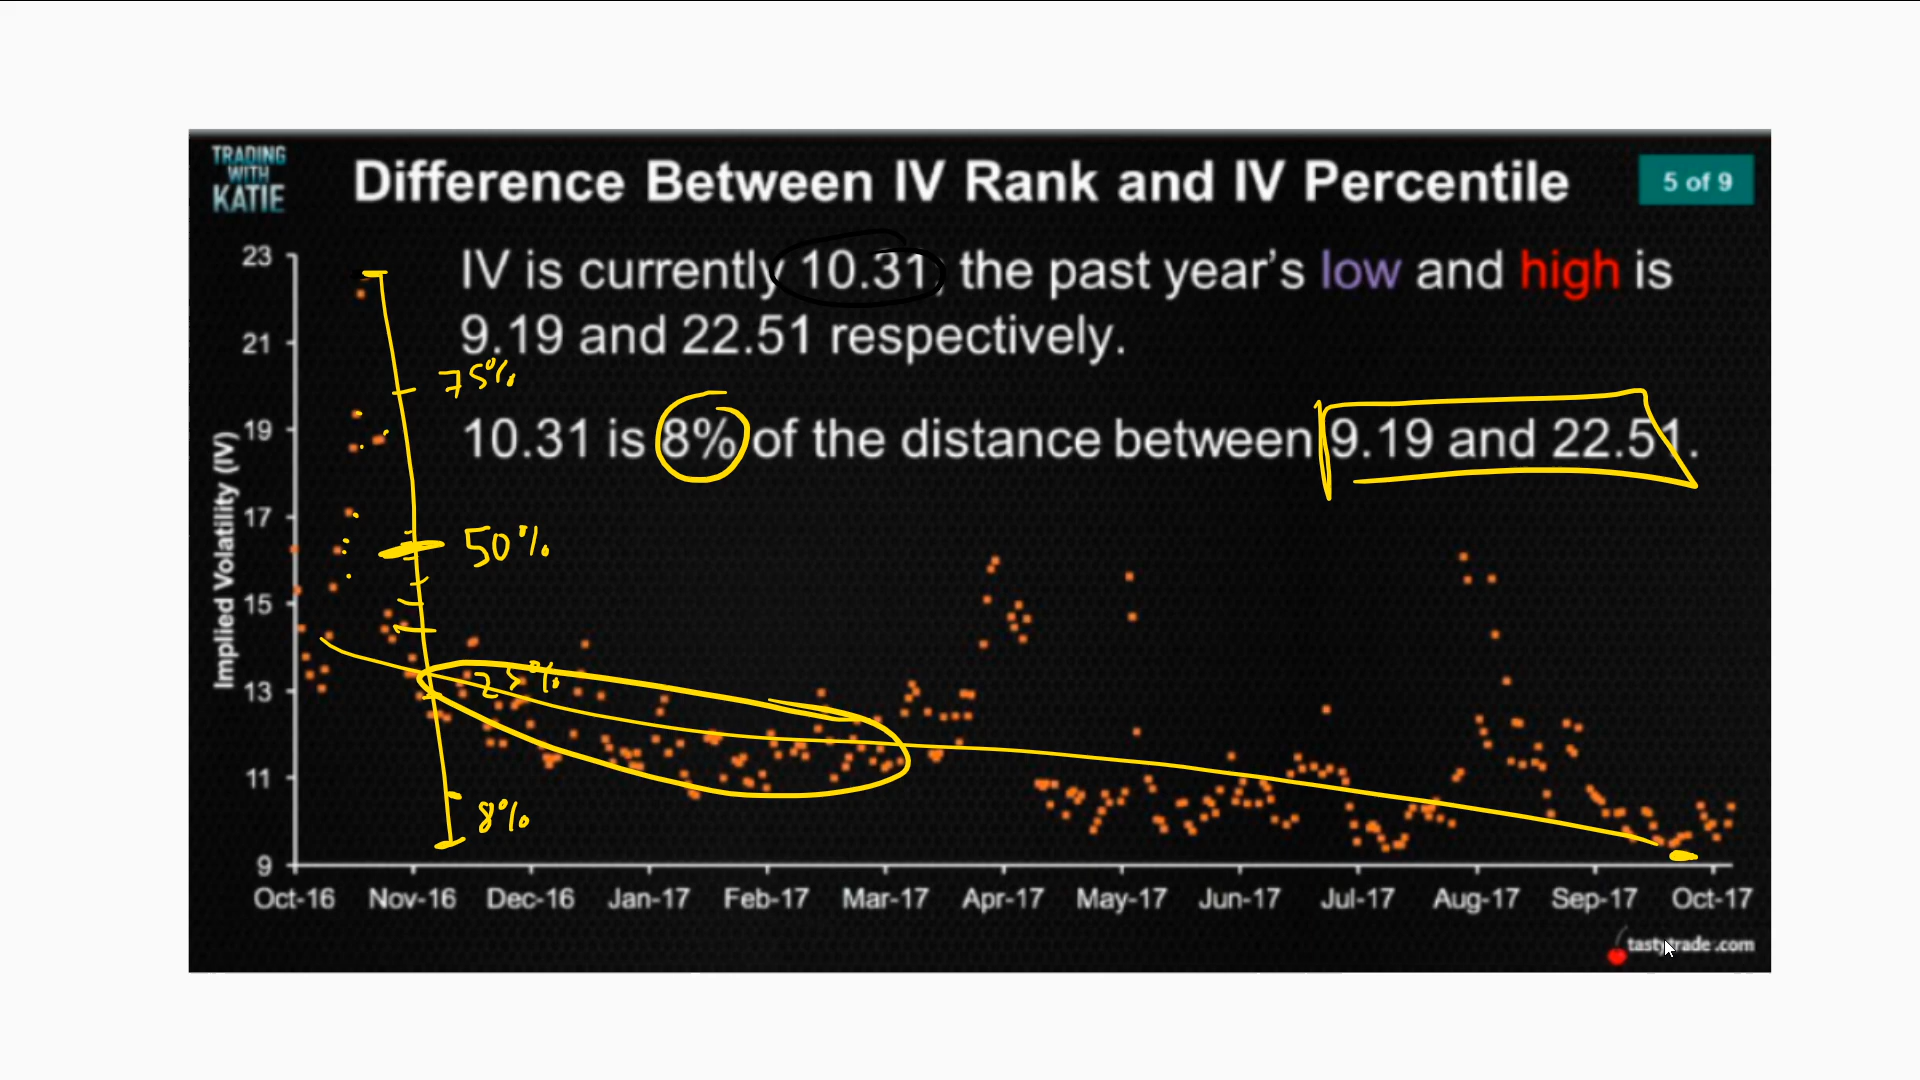 TRADING
WITH
KATIE
Difference Between IV Rank and IV Percentile
5 of 9
IV is currently 10.31, the past year's low and high is
9.19 and 22.51 respectively.
75%
10.31 is 8% of the distance between 9.19 and 22.51.
50%
25%
8%
Implied Volatility (IV)
23
21
19
17
15
13
11
9
Oct-16 Nov-16 Dec-16 Jan-17 Feb-17 Mar-17 Apr-17 May-17 Jun-17 Jul-17 Aug-17 Sep-17 Oct-17
tastytrade.com